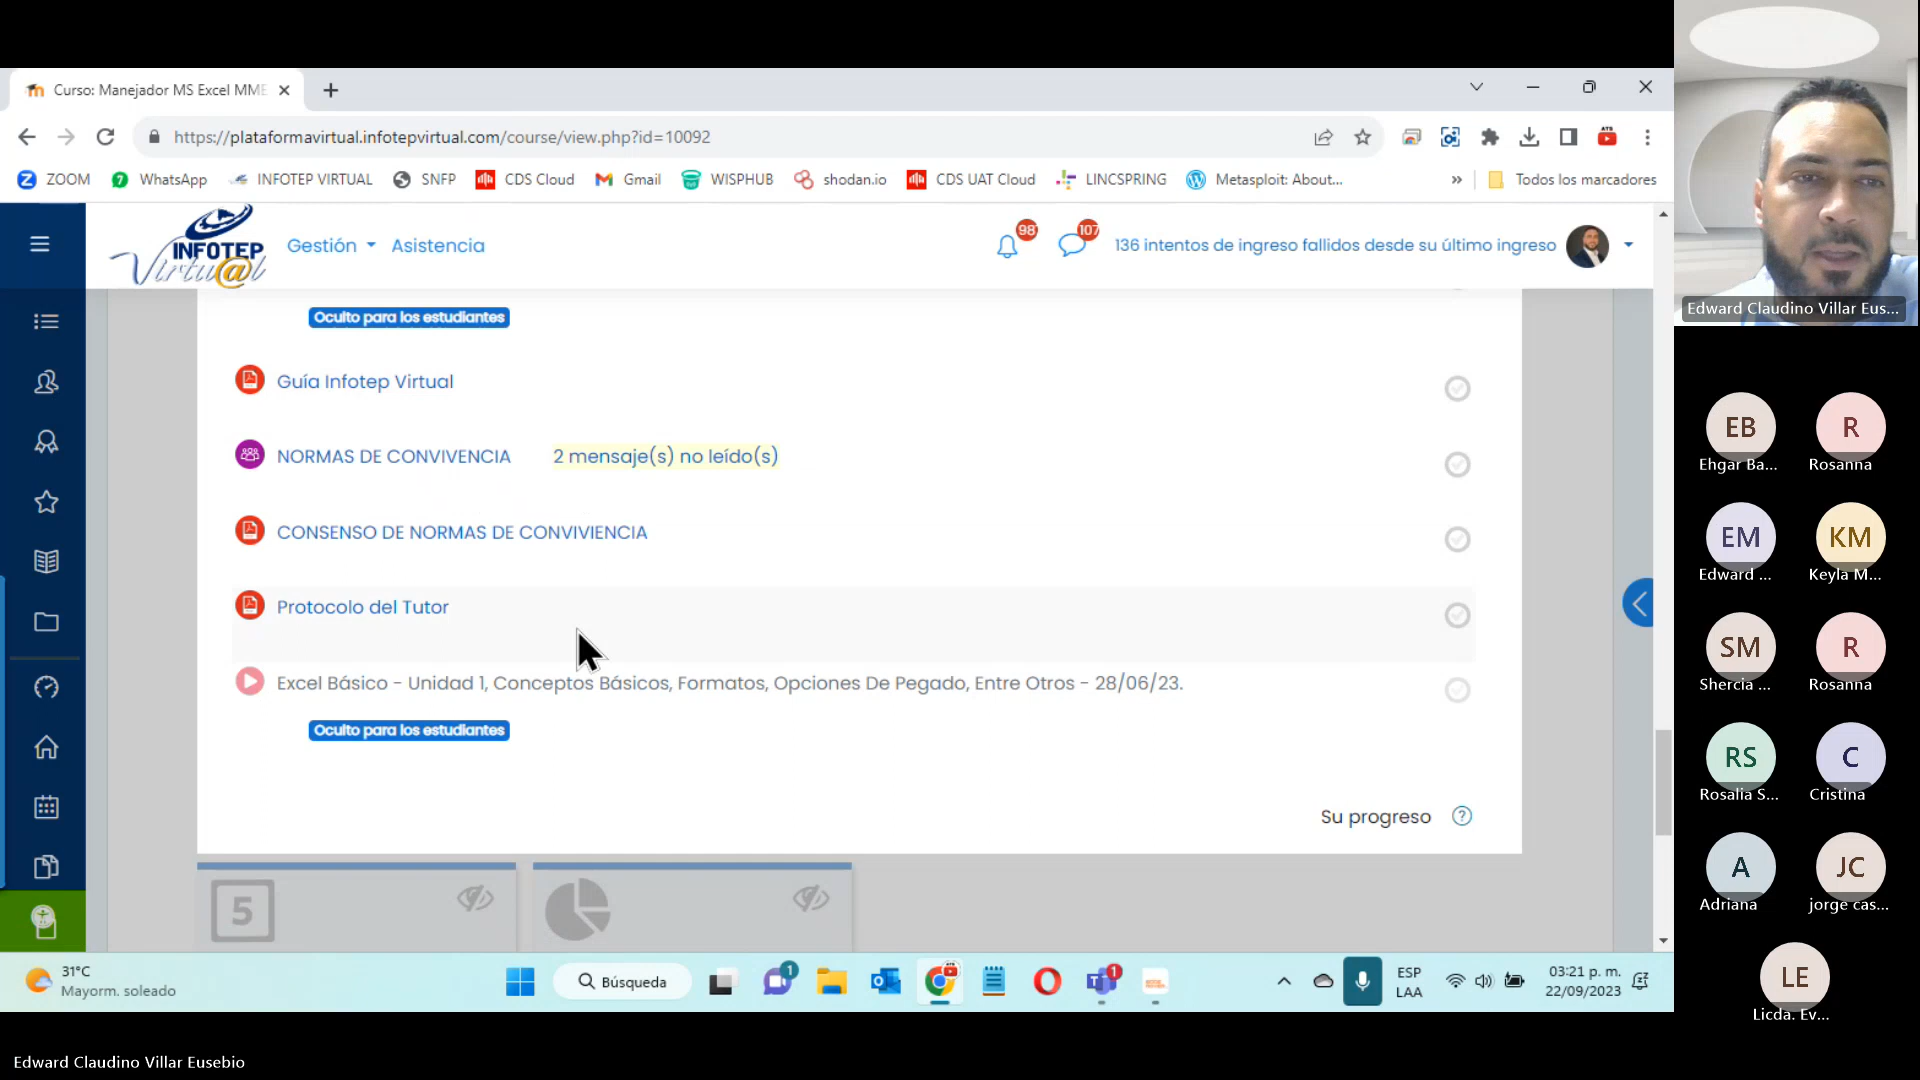 Curso: Manejador MS Excel MME
https://plataformavirtual.infotepvirtual.com/course/view.php?id=10092
ATS
ZOOM
WhatsApp
INFOTEP VIRTUAL
SNFP
CDS Cloud
Gmail
WISPHUB
shodan.io
CDS UAT Cloud
LINCSPRING
Metasploit: About...
»
Todos los marcadores
INFOTEP
Virtu@l
Gestión
Asistencia
98
107
136 intentos de ingreso fallidos desde su último ingreso
Oculto para los estudiantes
Guía Infotep Virtual
NORMAS DE CONVIVENCIA
2 mensaje(s) no leído(s)
CONSENSO DE NORMAS DE CONVIVIENCIA
Protocolo del Tutor
Excel Básico - Unidad 1, Conceptos Básicos, Formatos, Opciones De Pegado, Entre Otros - 28/06/23.
Oculto para los estudiantes
Su progreso
5
31°C
Mayorm. soleado
Búsqueda
1
1
ESP
LAA
03:21 p. m.
22/09/2023
Edward Claudino Villar Eus...
EB
Ehgar Ba...
R
Rosanna
EM
Edward ...
KM
Keyla M...
SM
Shercia ...
R
Rosanna
RS
Rosalia S...
C
Cristina
A
Adriana
JC
jorge cas...
LE
Licda. Ev...
Edward Claudino Villar Eusebio